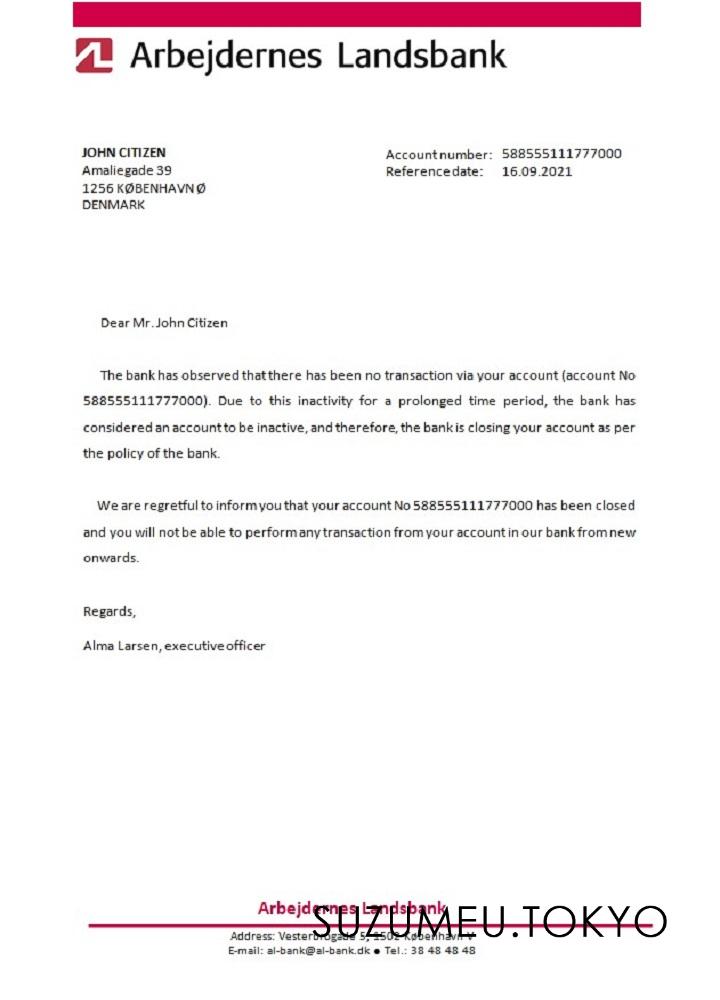 Arbejdernes Landsbank
JOHN CITIZEN
Amaliegade 39
1256 KØBENHAVN Ø
DENMARK
Account number: 588555111777000
Reference date: 16.09.2021
Dear Mr. John Citizen
The bank has observed that there has been no transaction via your account (account No
588555111777000). Due to this inactivity for a prolonged time period, the bank has
considered an account to be inactive, and therefore, the bank is closing your account as per
the policy of the bank.
We are regretful to inform you that your account No 588555111777000 has been closed
and you will not be able to perform any transaction from your account in our bank from new
onwards.
Regards,
Alma Larsen, executive officer
Arbejdernes Landsbank
SUZUMEU.TOKYO
Address: Vesterbrogade 5, 1502 København V
E-mail: al-bank@al-bank.dk ● Tel.: 38 48 48 48